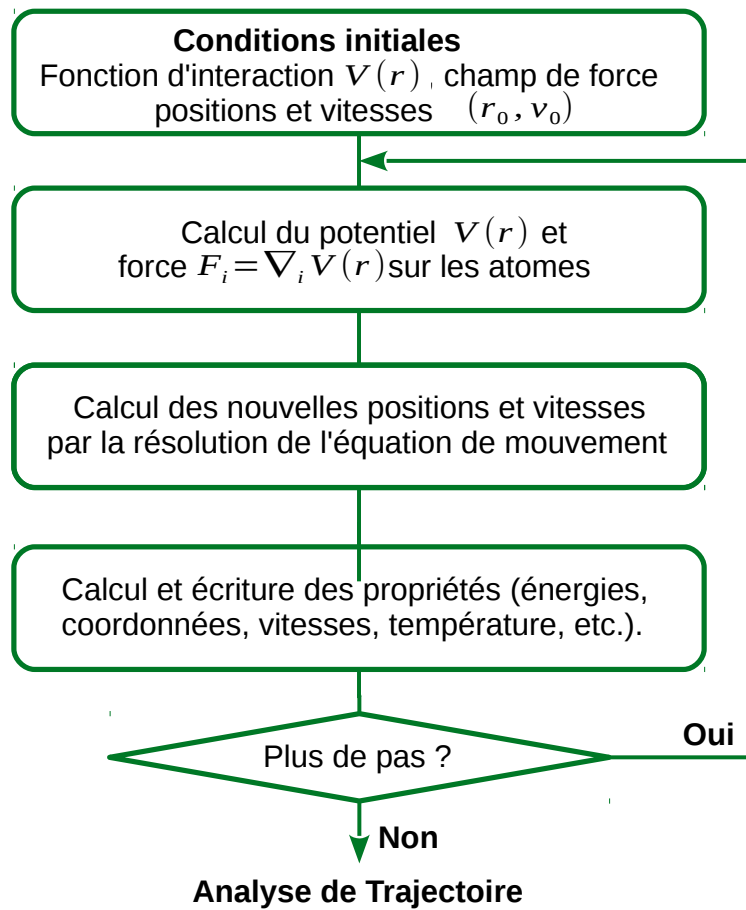 Conditions initiales
Fonction d'interaction V(r), champ de force
positions et vitesses (r₀, v₀)
Calcul du potentiel V(r) et
force Fᵢ=∇ᵢV(r) sur les atomes
Calcul des nouvelles positions et vitesses
par la résolution de l'équation de mouvement
Calcul et écriture des propriétés (énergies,
coordonnées, vitesses, température, etc.).
Plus de pas ?
Oui
Non
Analyse de Trajectoire